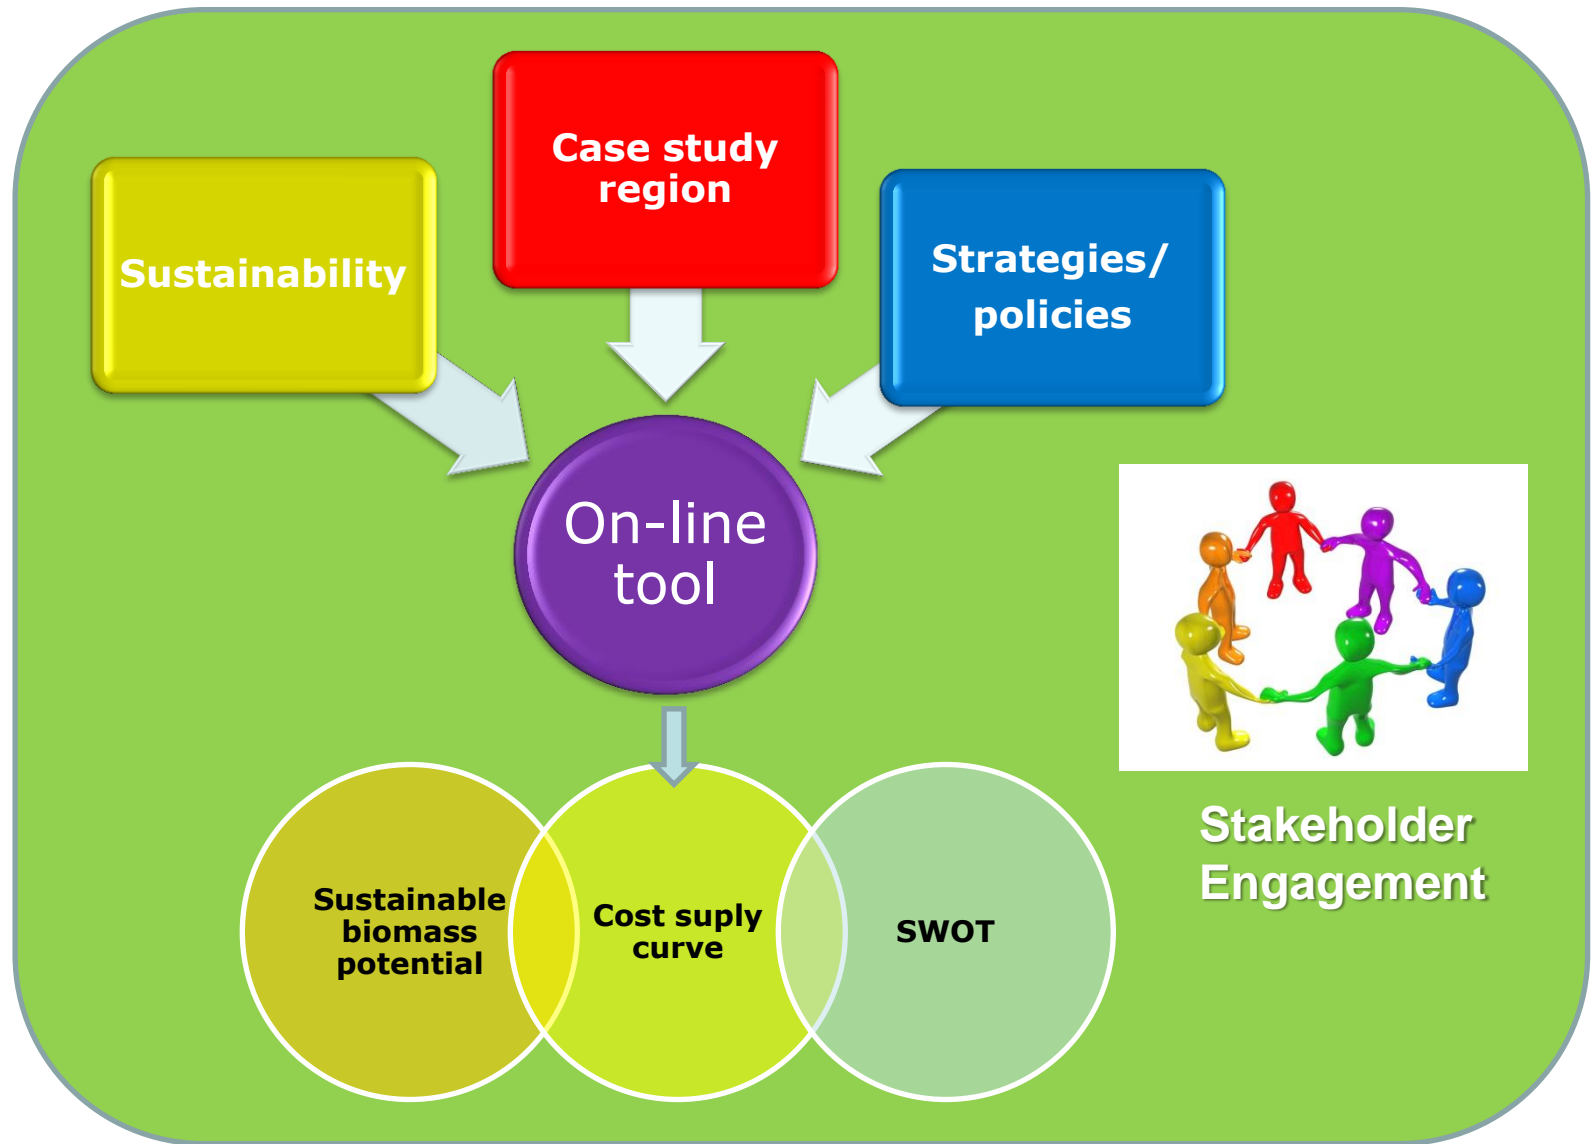 Case study
region
Sustainability
Strategies/
policies
On-line
tool
Stakeholder
Engagement
Sustainable
biomass
potential
Cost suply
curve
SWOT